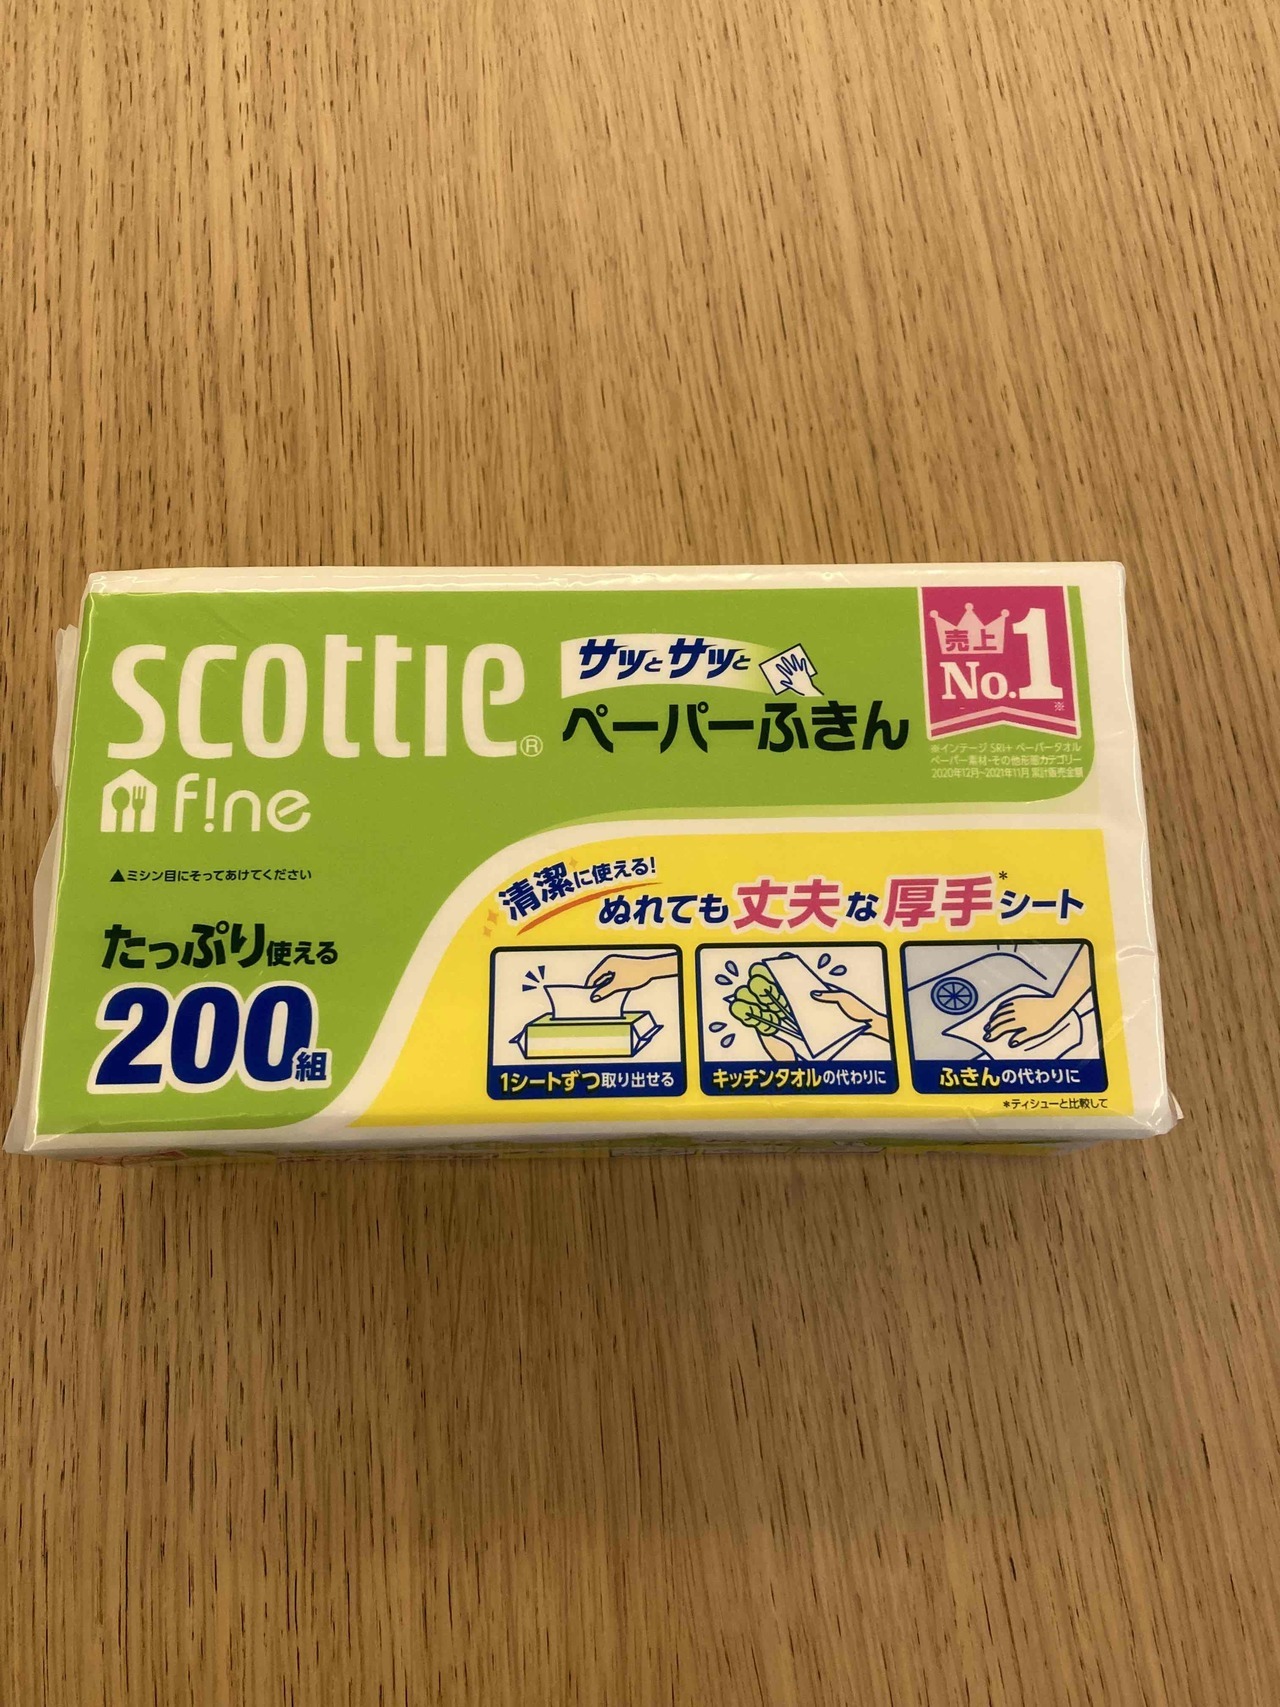 scottie®
f!ne
サッとサッと
ペーパーふきん
売上
No.1※
※インテージ SRI+ ペーパータオル
ペーパー素材・その他形態カテゴリー
2020年12月~2021年11月 累計販売金額
▲ミシン目にそってあけてください
たっぷり使える
200組
清潔に使える!
ぬれても丈夫な厚手*シート
1シートずつ取り出せる
キッチンタオルの代わりに
ふきんの代わりに
*ティシューと比較して